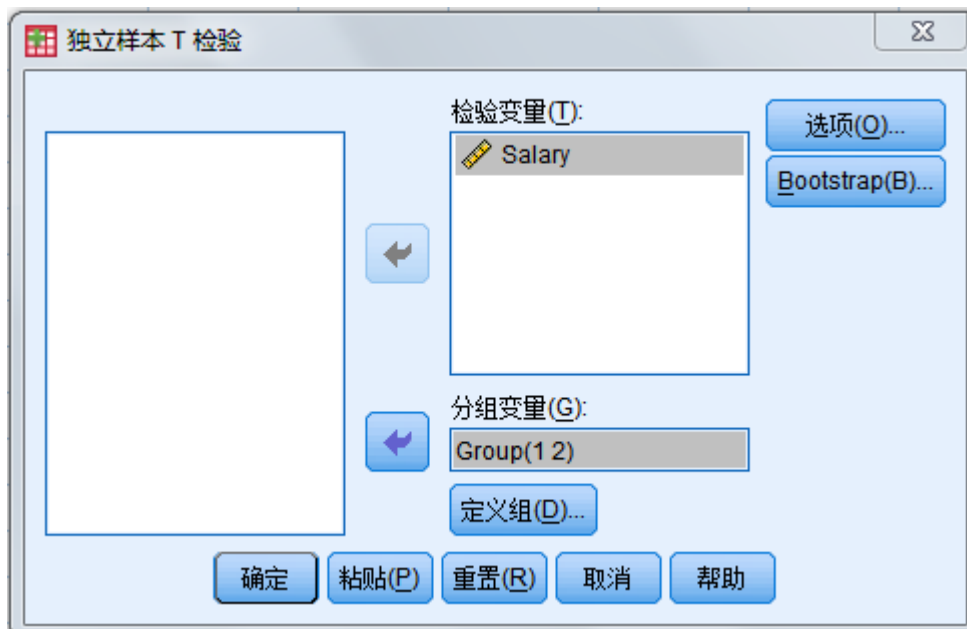 独立样本 T 检验
检验变量(T):
Salary
选项(O)...
Bootstrap(B)...
分组变量(G):
Group(1 2)
定义组(D)...
确定
粘贴(P)
重置(R)
取消
帮助